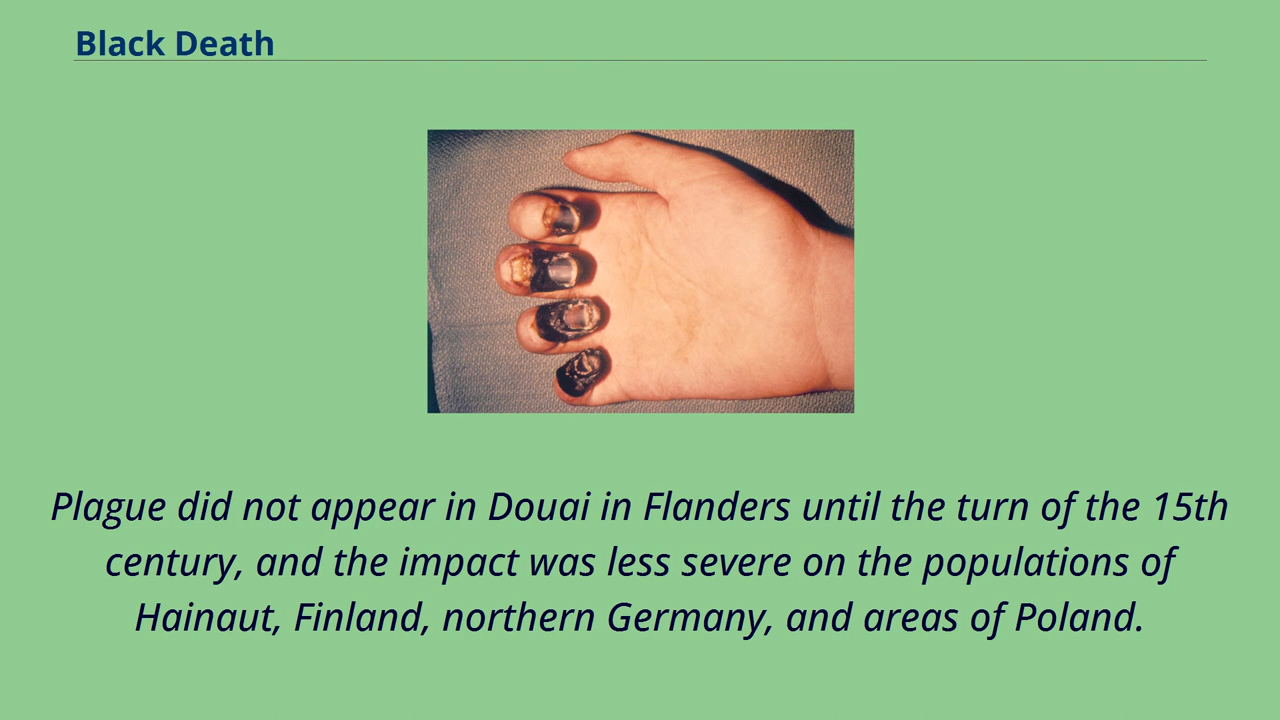 Black Death
Plague did not appear in Douai in Flanders until the turn of the 15th
century, and the impact was less severe on the populations of
Hainaut, Finland, northern Germany, and areas of Poland.